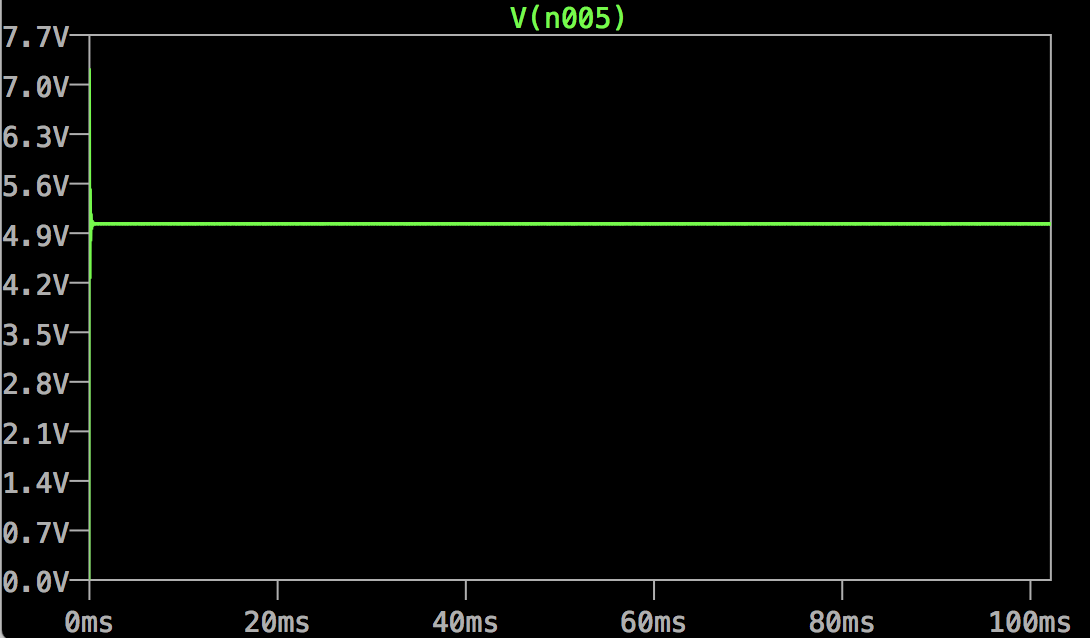 V(n005)
7.7V
7.0V
6.3V
5.6V
4.9V
4.2V
3.5V
2.8V
2.1V
1.4V
0.7V
0.0V
0ms 20ms 40ms 60ms 80ms 100ms